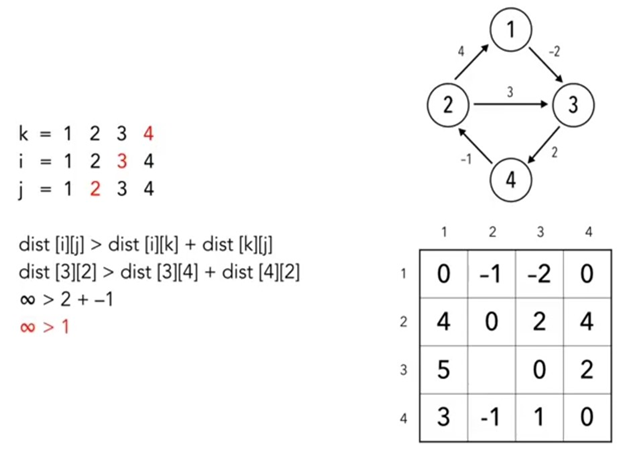 k = 1 2 3 4
i = 1 2 3 4
j = 1 2 3 4
dist [i][j] > dist [i][k] + dist [k][j]
dist [3][2] > dist [3][4] + dist [4][2]
∞ > 2 + –1
∞ > 1
1
4 -2
2 3 3
-1 2
4
1 2 3 4
1 0 -1 -2 0
2 4 0 2 4
3 5 0 2
4 3 -1 1 0